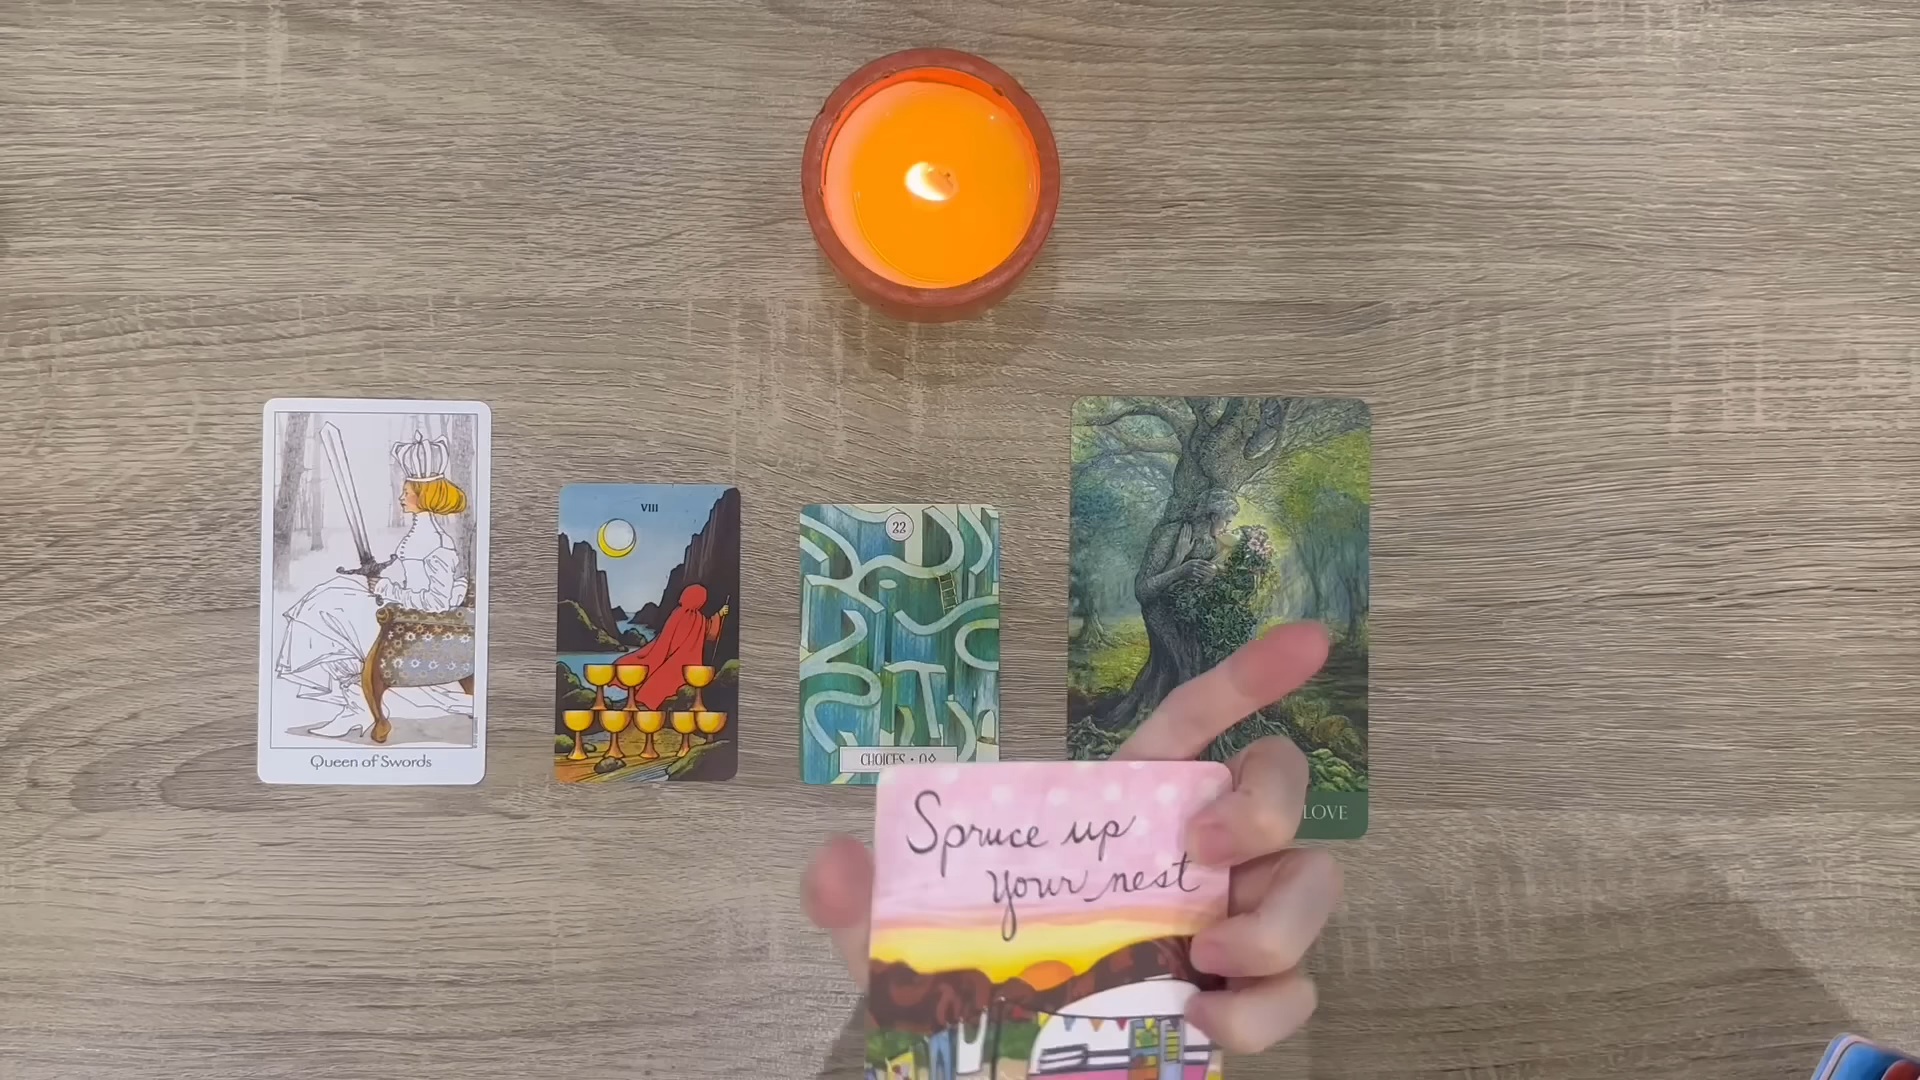 VIII
22
Queen of Swords
CHOICES
LOVE
Spruce up
your nest